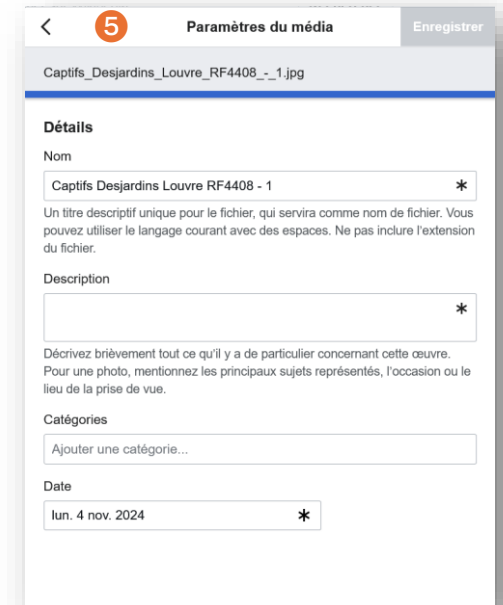 5 Paramètres du média Enregistrer
Captifs_Desjardins_Louvre_RF4408_-_1.jpg
Détails
Nom
Captifs Desjardins Louvre RF4408 - 1 *
Un titre descriptif unique pour le fichier, qui servira comme nom de fichier. Vous
pouvez utiliser le langage courant avec des espaces. Ne pas inclure l'extension
du fichier.
Description
*
Décrivez brièvement tout ce qu'il y a de particulier concernant cette œuvre.
Pour une photo, mentionnez les principaux sujets représentés, l'occasion ou le
lieu de la prise de vue.
Catégories
Ajouter une catégorie...
Date
lun. 4 nov. 2024 *